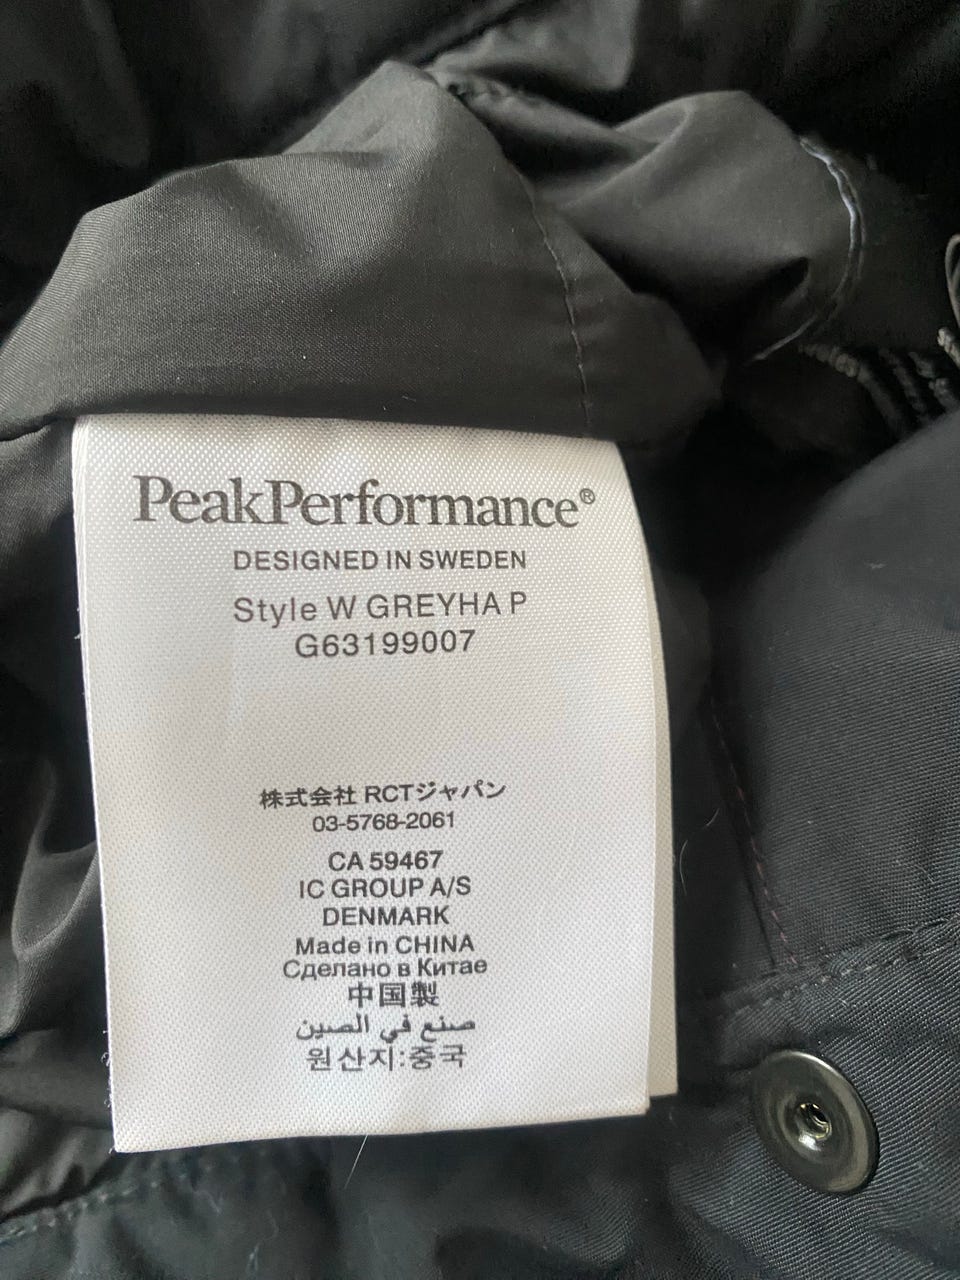 PeakPerformance®
DESIGNED IN SWEDEN
Style W GREYHA P
G63199007
株式会社 RCTジャパン
03-5768-2061
CA 59467
IC GROUP A/S
DENMARK
Made in CHINA
Сделано в Китае
中国製
صنع في الصين
원산지:중국